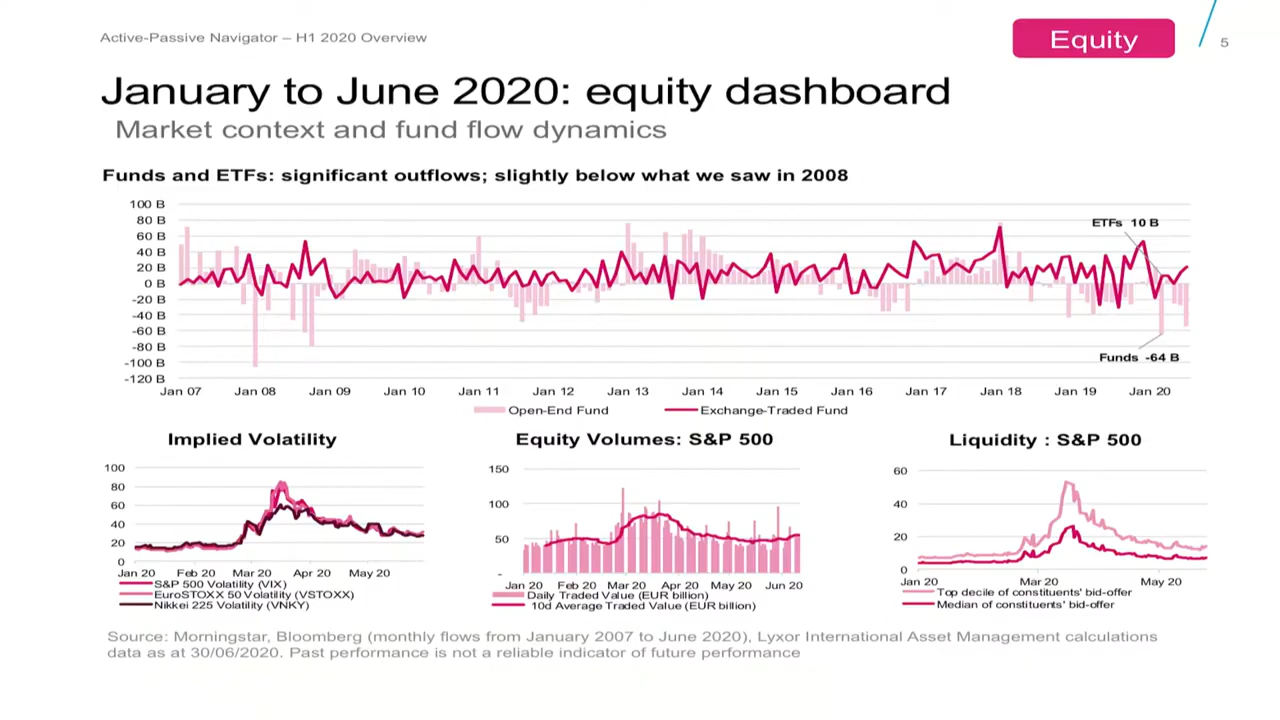 Active-Passive Navigator – H1 2020 Overview
Equity
5
January to June 2020: equity dashboard
Market context and fund flow dynamics
Funds and ETFs: significant outflows; slightly below what we saw in 2008
100 B
80 B
60 B
40 B
20 B
0 B
-20 B
-40 B
-60 B
-80 B
-100 B
-120 B
ETFs 10 B
Funds -64 B
Jan 07 Jan 08 Jan 09 Jan 10 Jan 11 Jan 12 Jan 13 Jan 14 Jan 15 Jan 16 Jan 17 Jan 18 Jan 19 Jan 20
Open-End Fund Exchange-Traded Fund
Implied Volatility
100
80
60
40
20
0
Jan 20 Feb 20 Mar 20 Apr 20 May 20
S&P 500 Volatility (VIX)
EuroSTOXX 50 Volatility (VSTOXX)
Nikkei 225 Volatility (VNKY)
Equity Volumes: S&P 500
150
100
50
-
Jan 20 Feb 20 Mar 20 Apr 20 May 20 Jun 20
Daily Traded Value (EUR billion)
10d Average Traded Value (EUR billion)
Liquidity : S&P 500
60
40
20
0
Jan 20 Mar 20 May 20
Top decile of constituents' bid-offer
Median of constituents' bid-offer
Source: Morningstar, Bloomberg (monthly flows from January 2007 to June 2020), Lyxor International Asset Management calculations
data as at 30/06/2020. Past performance is not a reliable indicator of future performance